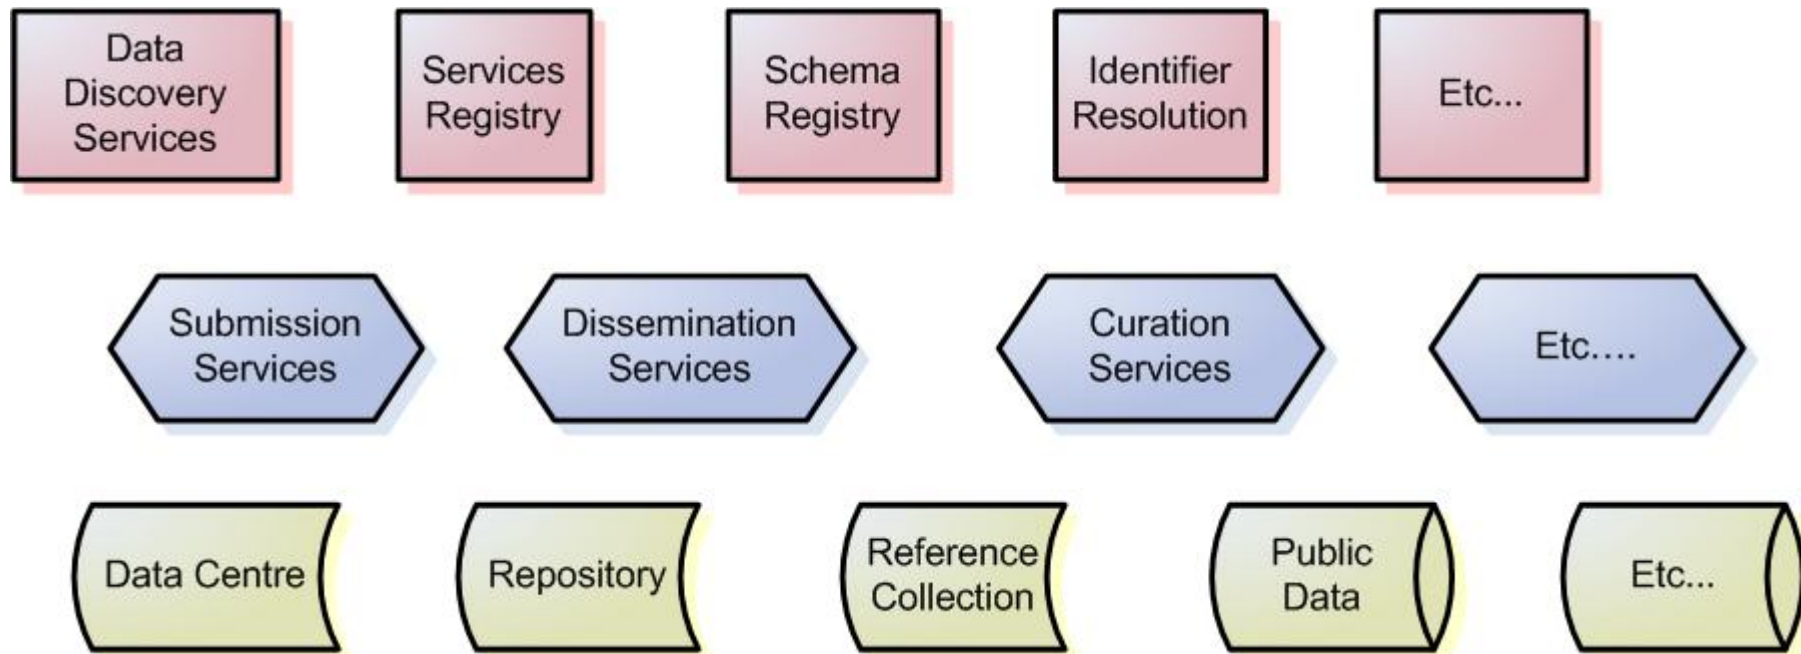 Data
Discovery
Services
Services
Registry
Schema
Registry
Identifier
Resolution
Etc...
Submission
Services
Dissemination
Services
Curation
Services
Etc....
Data Centre
Repository
Reference
Collection
Public
Data
Etc...